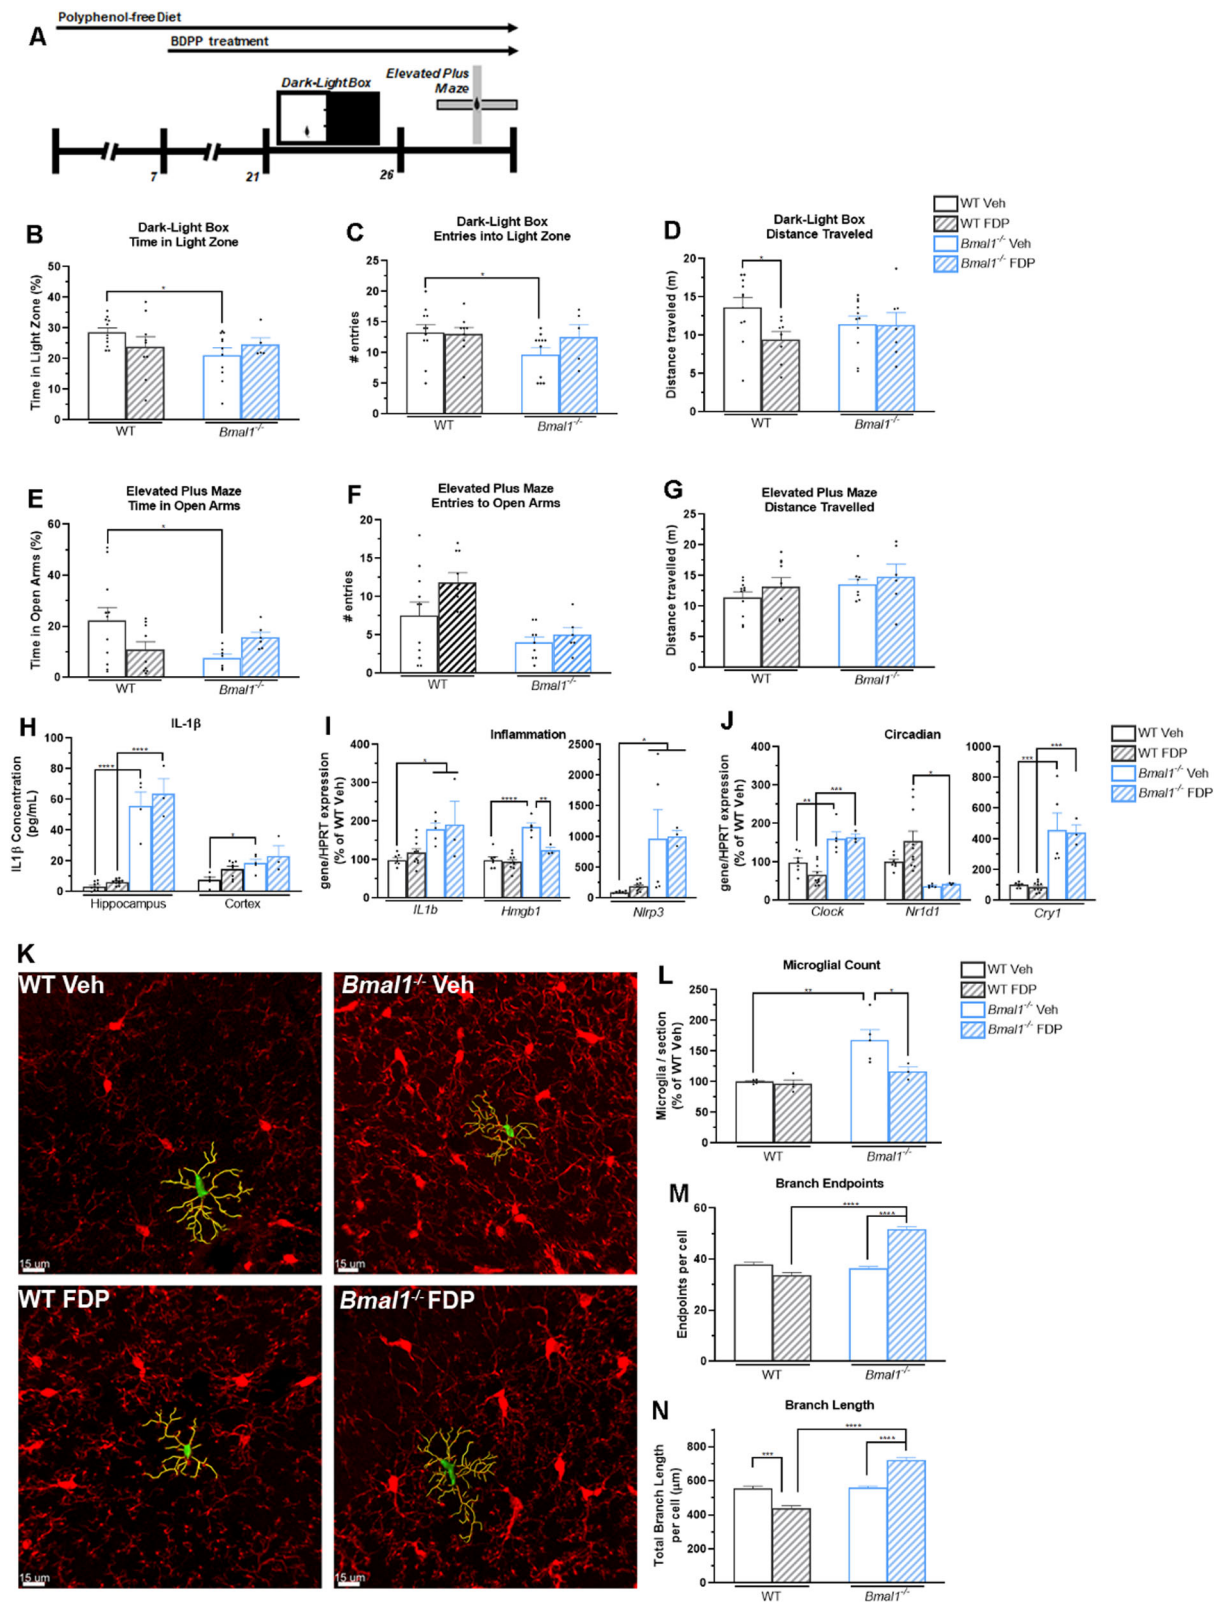 A
Polyphenol-free Diet
BDPP treatment
Dark-Light Box
Elevated Plus
Maze
7
21
26
WT Veh
WT FDP
Bmal1-/- Veh
Bmal1-/- FDP
B
Dark-Light Box
Time in Light Zone
Time in Light Zone (%)
50
40
30
20
10
0
*
WT
Bmal1-/-
C
Dark-Light Box
Entries into Light Zone
# entries
25
20
15
10
5
0
*
WT
Bmal1-/-
D
Dark-Light Box
Distance Traveled
Distance traveled (m)
20
15
10
5
0
*
WT
Bmal1-/-
E
Elevated Plus Maze
Time in Open Arms
Time in Open Arms (%)
60
40
20
0
*
WT
Bmal1-/-
F
Elevated Plus Maze
Entries to Open Arms
# entries
20
15
10
5
0
WT
Bmal1-/-
G
Elevated Plus Maze
Distance Travelled
Distance travelled (m)
25
20
15
10
5
0
WT
Bmal1-/-
H
IL-1β
IL1β Concentration
(pg/mL)
100
80
60
40
20
0
****
****
*
Hippocampus
Cortex
I
Inflammation
gene/HPRT expression
(% of WT Veh)
400
300
200
100
0
*
****
**
IL1b
Hmgb1
2500
2000
1500
1000
500
0
*
Nlrp3
J
Circadian
gene/HPRT expression
(% of WT Veh)
400
300
200
100
0
**
***
*
Clock
Nr1d1
1000
800
600
400
200
0
***
***
Cry1
WT Veh
WT FDP
Bmal1-/- Veh
Bmal1-/- FDP
K
WT Veh
15 um
Bmal1-/- Veh
15 um
WT FDP
15 um
Bmal1-/- FDP
15 um
L
Microglial Count
Microglia / section
(% of WT Veh)
250
200
150
100
50
0
**
*
WT
Bmal1-/-
WT Veh
WT FDP
Bmal1-/- Veh
Bmal1-/- FDP
M
Branch Endpoints
Endpoints per cell
60
40
20
0
****
****
WT
Bmal1-/-
N
Branch Length
Total Branch Length
per cell (μm)
800
600
400
200
0
***
****
****
WT
Bmal1-/-